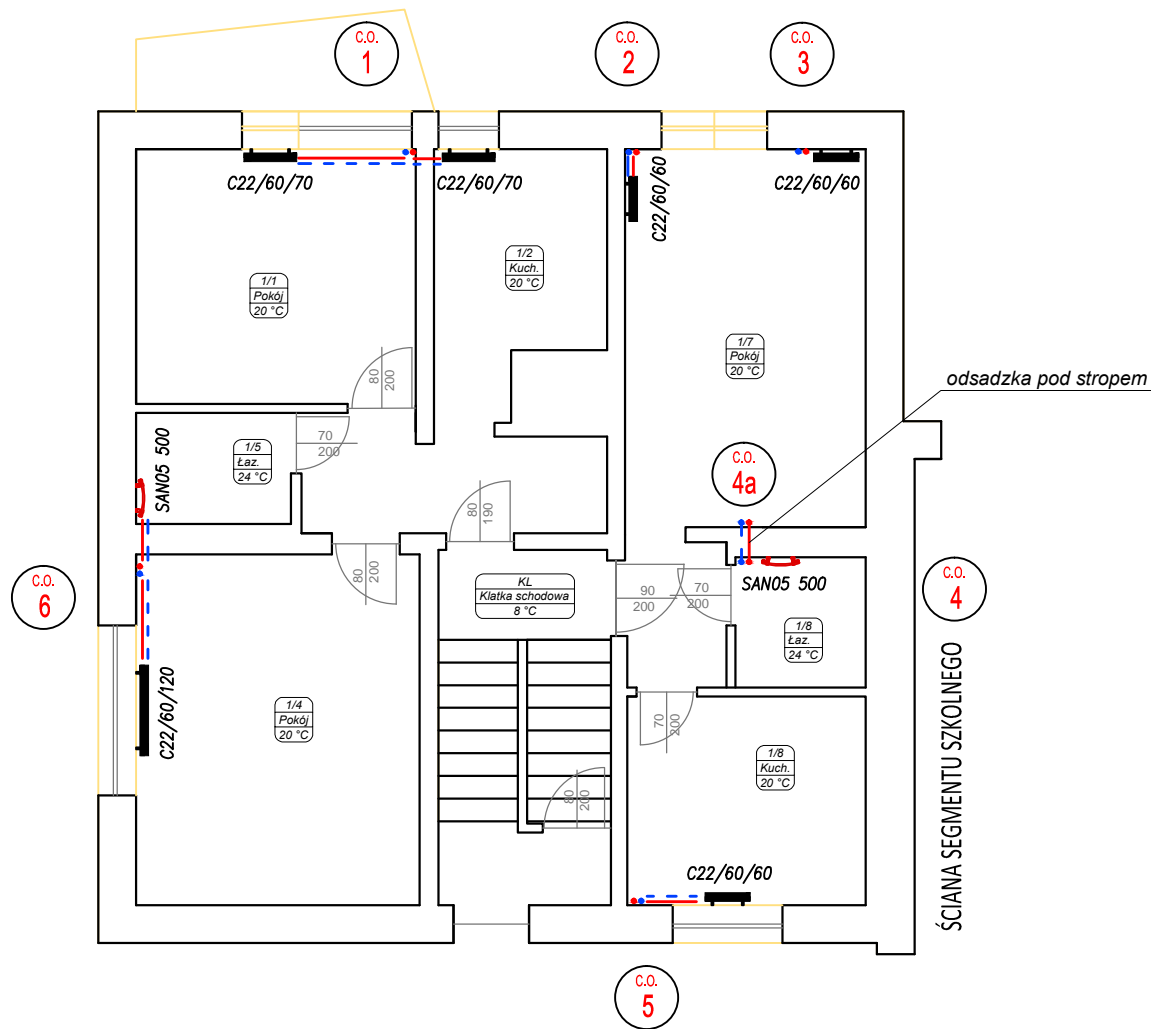 C.O.
1
C.O.
2
C.O.
3
C22/60/70
C22/60/70
C22/60/60
C22/60/60
1/1
Pokój
20 °C
1/2
Kuch.
20 °C
1/7
Pokój
20 °C
odsadzka pod stropem
80
200
70
200
1/5
Łaz.
24 °C
SAN05 500
C.O.
4a
80
190
80
200
KL
Klatka schodowa
8 °C
90
200
70
200
SAN05 500
1/8
Łaz.
24 °C
C.O.
4
C.O.
6
C22/60/120
1/4
Pokój
20 °C
70
200
1/8
Kuch.
20 °C
80
200
C22/60/60
ŚCIANA SEGMENTU SZKOLNEGO
C.O.
5